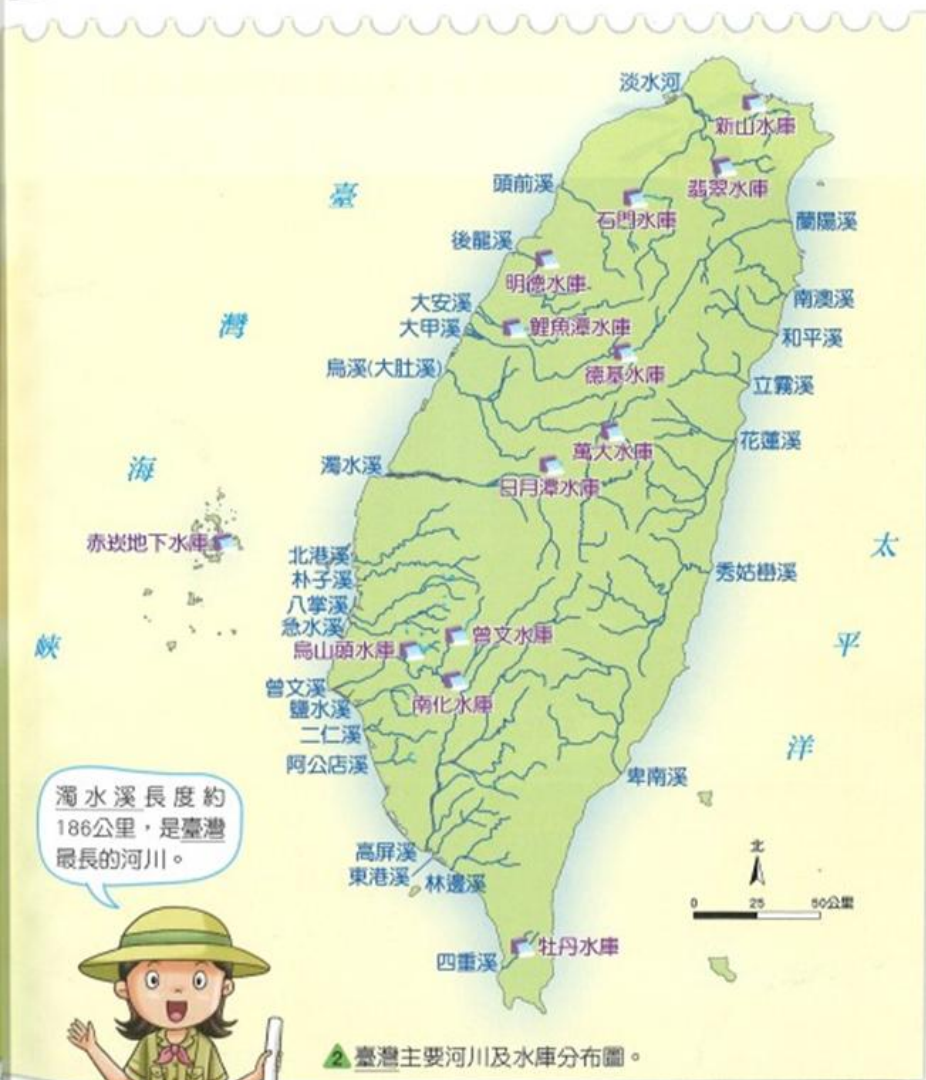 淡水河
新山水庫
翡翠水庫
頭前溪
石門水庫
臺
蘭陽溪
後龍溪
明德水庫
南澳溪
大安溪
灣
大甲溪
鯉魚潭水庫
和平溪
烏溪(大肚溪)
德基水庫
立霧溪
花蓮溪
萬大水庫
濁水溪
海
日月潭水庫
赤崁地下水庫
太
北港溪
秀姑巒溪
朴子溪
八掌溪
急水溪
曾文水庫
峽
烏山頭水庫
平
曾文溪
南化水庫
鹽水溪
二仁溪
洋
阿公店溪
卑南溪
濁水溪長度約
186公里,是臺灣
最長的河川。
北
高屏溪
東港溪
林邊溪
0 25 50公里
牡丹水庫
四重溪
2 臺灣主要河川及水庫分布圖。